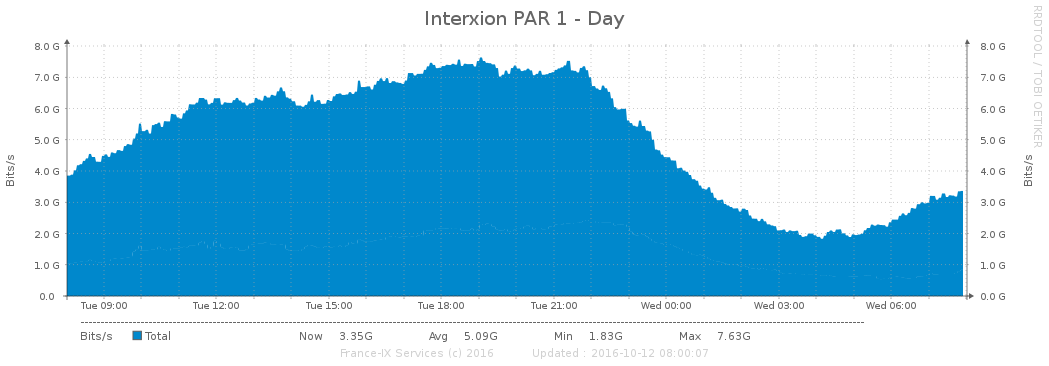 Interxion PAR 1 - Day
RRDTOOL / TOBI OETIKER
8.0 G 8.0 G
7.0 G 7.0 G
6.0 G 6.0 G
5.0 G 5.0 G
4.0 G 4.0 G
3.0 G 3.0 G
2.0 G 2.0 G
1.0 G 1.0 G
0.0 0.0 G
Bits/s
Bits/s
Tue 09:00 Tue 12:00 Tue 15:00 Tue 18:00 Tue 21:00 Wed 00:00 Wed 03:00 Wed 06:00
Bits/s Total Now 3.35G Avg 5.09G Min 1.83G Max 7.63G
France-IX Services (c) 2016 Updated : 2016-10-12 08:00:07